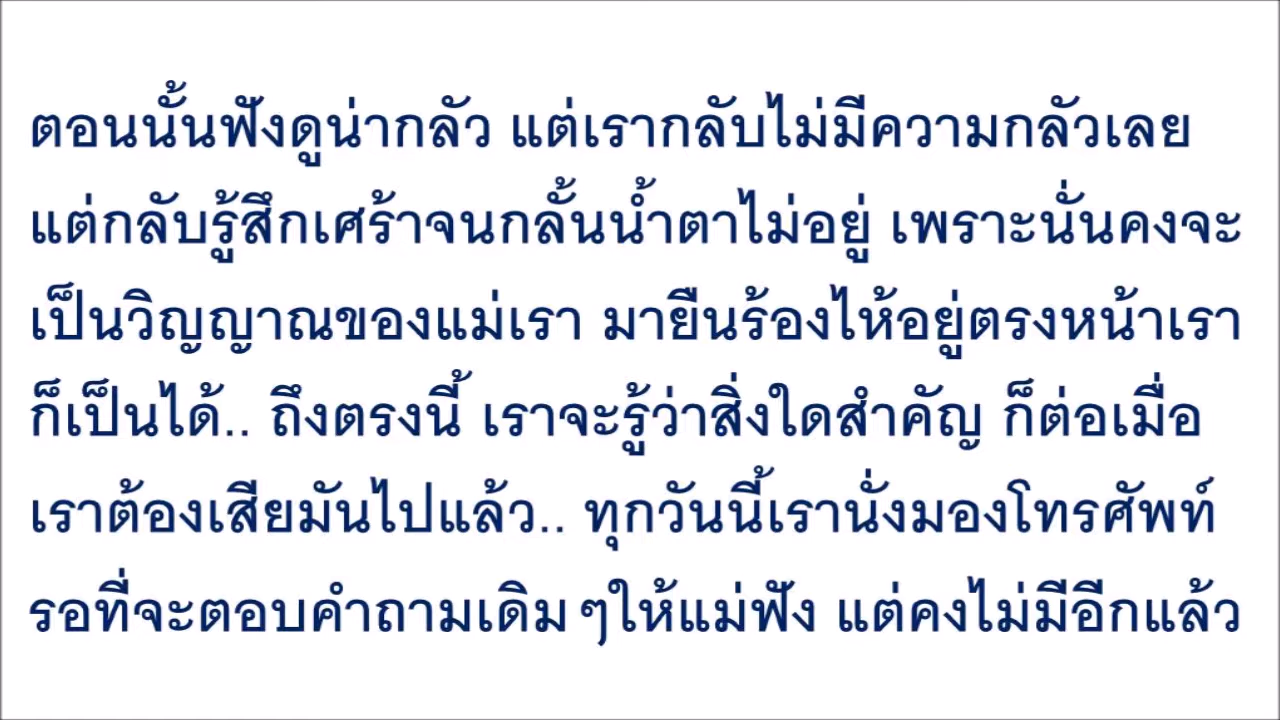 ตอนนั้นฟังดูน่ากลัว แต่เรากลับไม่มีความกลัวเลย
แต่กลับรู้สึกเศร้าจนกลั้นน้ำตาไม่อยู่ เพราะนั่นคงจะ
เป็นวิญญาณของแม่เรา มายืนร้องไห้อยู่ตรงหน้าเรา
ก็เป็นได้.. ถึงตรงนี้ เราจะรู้ว่าสิ่งใดสำคัญ ก็ต่อเมื่อ
เราต้องเสียมันไปแล้ว.. ทุกวันนี้เรานั่งมองโทรศัพท์
รอที่จะตอบคำถามเดิมๆให้แม่ฟัง แต่คงไม่มีอีกแล้ว